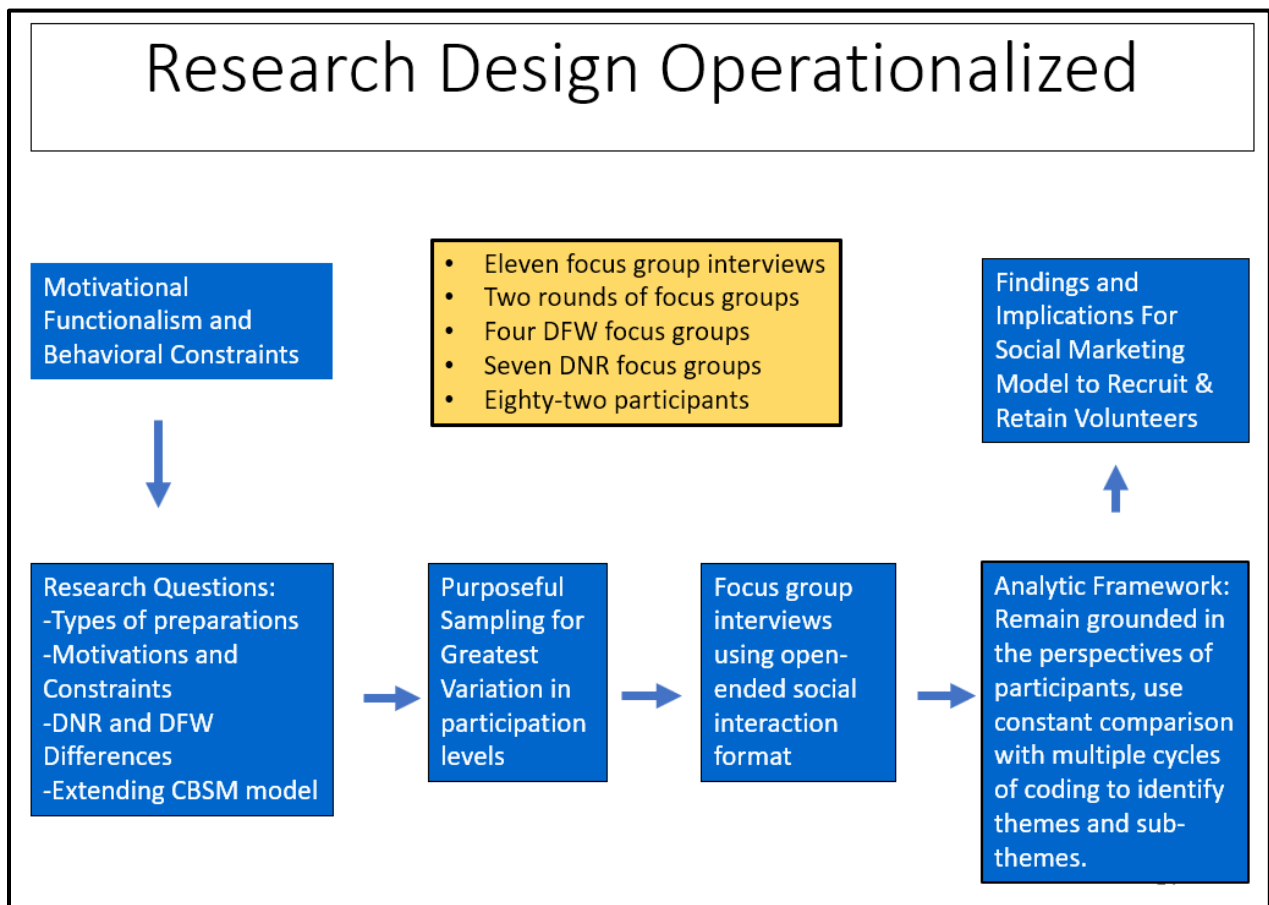 Research Design Operationalized
Motivational
Functionalism and
Behavioral Constraints
• Eleven focus group interviews
• Two rounds of focus groups
• Four DFW focus groups
• Seven DNR focus groups
• Eighty-two participants
Findings and
Implications For
Social Marketing
Model to Recruit &
Retain Volunteers
Research Questions:
-Types of preparations
-Motivations and
Constraints
-DNR and DFW
Differences
-Extending CBSM model
Purposeful
Sampling for
Greatest
Variation in
participation
levels
Focus group
interviews
using open-
ended social
interaction
format
Analytic Framework:
Remain grounded in
the perspectives of
participants, use
constant comparison
with multiple cycles
of coding to identify
themes and sub-
themes.